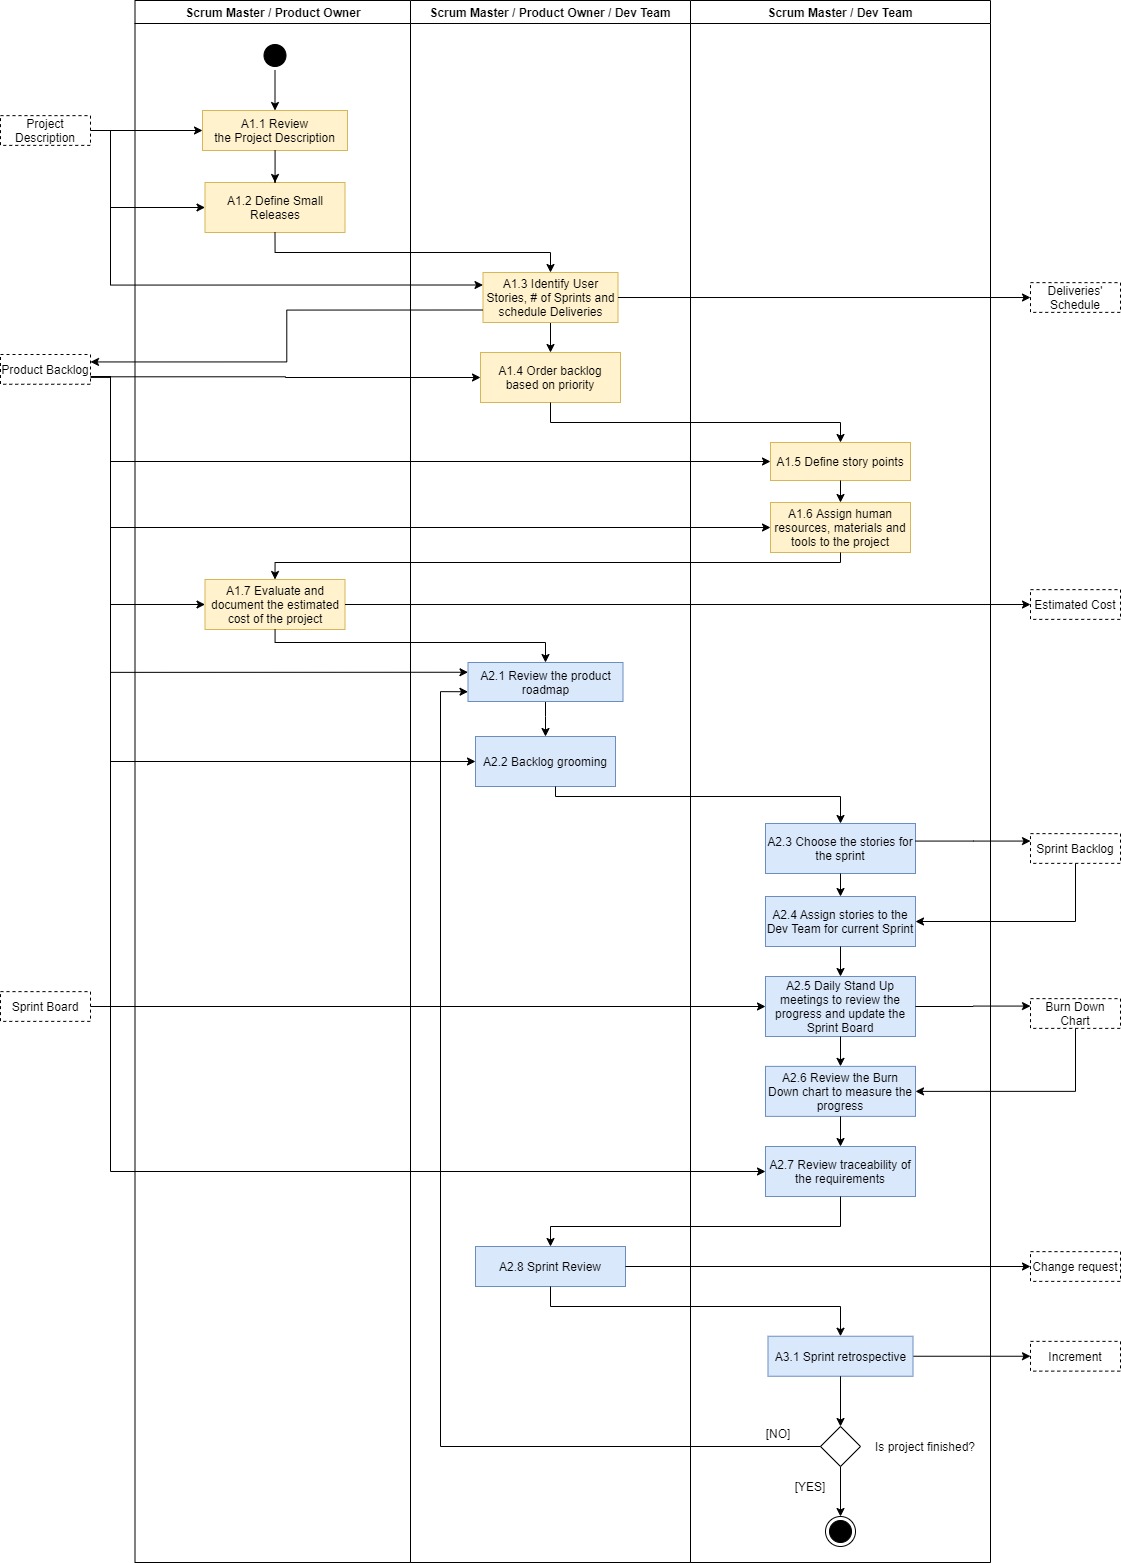 Scrum Master / Product Owner
Scrum Master / Product Owner / Dev Team
Scrum Master / Dev Team
Project
Description
A1.1 Review
the Project Description
A1.2 Define Small
Releases
A1.3 Identify User
Stories, # of Sprints and
schedule Deliveries
Deliveries'
Schedule
Product Backlog
A1.4 Order backlog
based on priority
A1.5 Define story points
A1.6 Assign human
resources, materials and
tools to the project
A1.7 Evaluate and
document the estimated
cost of the project
Estimated Cost
A2.1 Review the product
roadmap
A2.2 Backlog grooming
A2.3 Choose the stories for
the sprint
Sprint Backlog
A2.4 Assign stories to the
Dev Team for current Sprint
Sprint Board
A2.5 Daily Stand Up
meetings to review the
progress and update the
Sprint Board
Burn Down
Chart
A2.6 Review the Burn
Down chart to measure the
progress
A2.7 Review traceability of
the requirements
A2.8 Sprint Review
Change request
A3.1 Sprint retrospective
Increment
[NO]
Is project finished?
[YES]